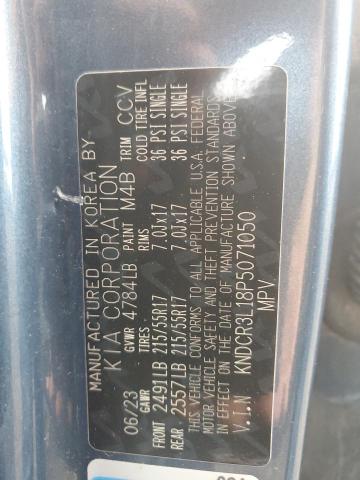 MANUFACTURED IN KOREA BY:
KIA CORPORATION
06/23 GVWR 4784LB PAINT M4B TRIM CCV
GAWR TIRES RIMS COLD TIRE INFL
FRONT 2491LB 215/55R17 7.0JX17 36 PSI SINGLE
REAR 2557LB 215/55R17 7.0JX17 36 PSI SINGLE
THIS VEHICLE CONFORMS TO ALL APPLICABLE U.S.A. FEDERAL
MOTOR VEHICLE SAFETY AND THEFT PREVENTION STANDARDS
IN EFFECT ON THE DATE OF MANUFACTURE SHOWN ABOVE.
V.I.N KNDCR3L18P5071050
MPV